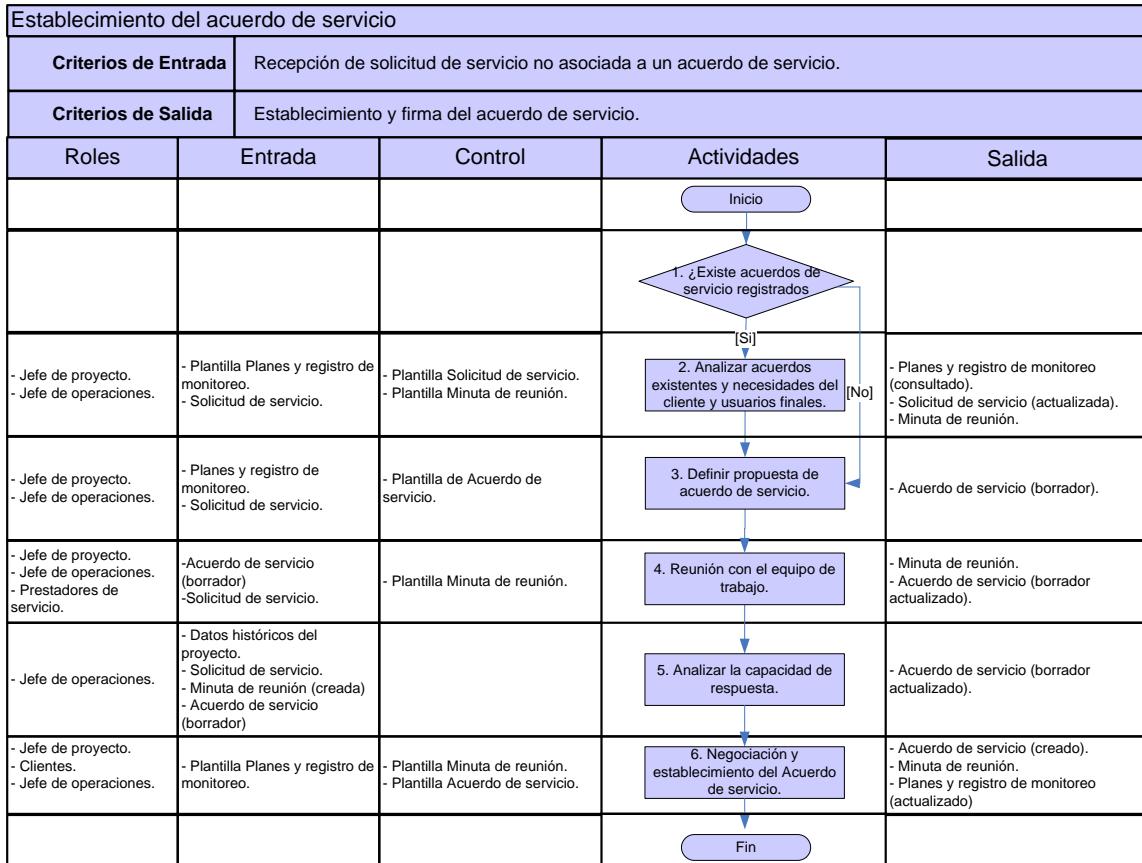 Establecimiento del acuerdo de servicio
Criterios de Entrada
Recepción de solicitud de servicio no asociada a un acuerdo de servicio.
Criterios de Salida
Establecimiento y firma del acuerdo de servicio.
Roles
Entrada
Control
Actividades
Salida
Inicio
1. ¿Existe acuerdos de
servicio registrados
[Si]
[No]
- Jefe de proyecto.
- Jefe de operaciones.
- Plantilla Planes y registro de
monitoreo.
- Solicitud de servicio.
- Plantilla Solicitud de servicio.
- Plantilla Minuta de reunión.
2. Analizar acuerdos
existentes y necesidades del
cliente y usuarios finales.
- Planes y registro de monitoreo
(consultado).
- Solicitud de servicio (actualizada).
- Minuta de reunión.
- Jefe de proyecto.
- Jefe de operaciones.
- Planes y registro de
monitoreo.
- Solicitud de servicio.
- Plantilla de Acuerdo de
servicio.
3. Definir propuesta de
acuerdo de servicio.
- Acuerdo de servicio (borrador).
- Jefe de proyecto.
- Jefe de operaciones.
- Prestadores de
servicio.
-Acuerdo de servicio
(borrador)
-Solicitud de servicio.
- Plantilla Minuta de reunión.
4. Reunión con el equipo de
trabajo.
- Minuta de reunión.
- Acuerdo de servicio (borrador
actualizado).
- Jefe de operaciones.
- Datos históricos del
proyecto.
- Solicitud de servicio.
- Minuta de reunión (creada)
- Acuerdo de servicio
(borrador)
5. Analizar la capacidad de
respuesta.
- Acuerdo de servicio (borrador
actualizado).
- Jefe de proyecto.
- Clientes.
- Jefe de operaciones.
- Plantilla Planes y registro de
monitoreo.
- Plantilla Minuta de reunión.
- Plantilla Acuerdo de servicio.
6. Negociación y
establecimiento del Acuerdo
de servicio.
- Acuerdo de servicio (creado).
- Minuta de reunión.
- Planes y registro de monitoreo
(actualizado)
Fin